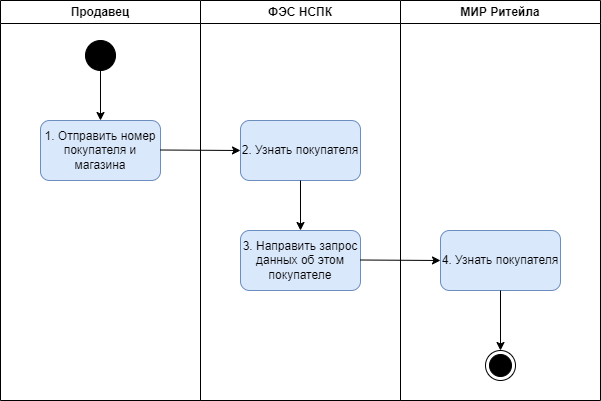 Продавец
ФЭС НСПК
МИР Ритейла
1. Отправить номер
покупателя и
магазина
2. Узнать покупателя
3. Направить запрос
данных об этом
покупателе
4. Узнать покупателя